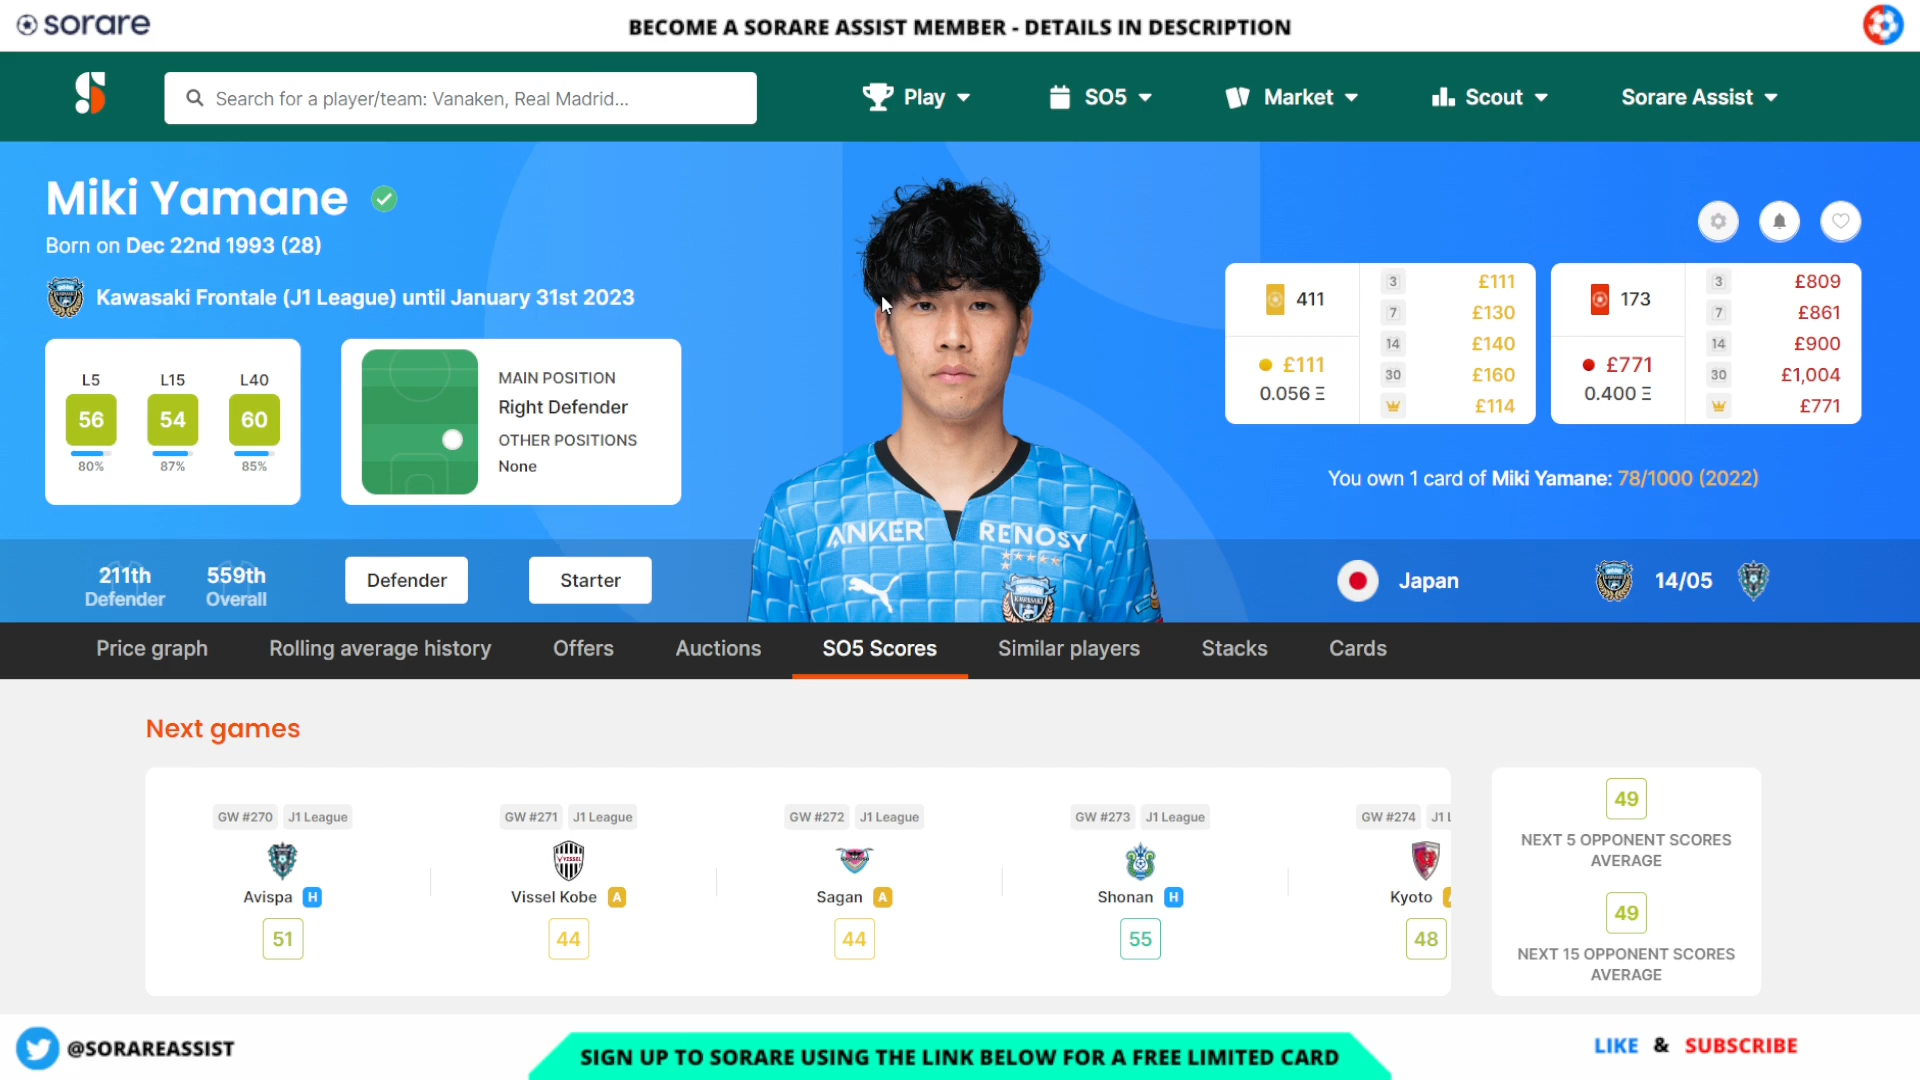 sorare
BECOME A SORARE ASSIST MEMBER - DETAILS IN DESCRIPTION
Search for a player/team: Vanaken, Real Madrid...
Play
SO5
Market
Scout
Sorare Assist
Miki Yamane
Born on Dec 22nd 1993 (28)
Kawasaki Frontale (J1 League) until January 31st 2023
L5 L15 L40
56 54 60
80% 87% 85%
MAIN POSITION
Right Defender
OTHER POSITIONS
None
411
£111
0.056 Ξ
3 £111
7 £130
14 £140
30 £160
£114
173
£771
0.400 Ξ
3 £809
7 £861
14 £900
30 £1,004
£771
You own 1 card of Miki Yamane: 78/1000 (2022)
ANKER RENOSY
211th
Defender
559th
Overall
Defender
Starter
Japan
14/05
Price graph
Rolling average history
Offers
Auctions
SO5 Scores
Similar players
Stacks
Cards
Next games
GW #270 J1 League
Avispa H
51
GW #271 J1 League
Vissel Kobe A
44
GW #272 J1 League
Sagan A
44
GW #273 J1 League
Shonan H
55
GW #274 J1 L
Kyoto
48
49
NEXT 5 OPPONENT SCORES
AVERAGE
49
NEXT 15 OPPONENT SCORES
AVERAGE
@SORAREASSIST
SIGN UP TO SORARE USING THE LINK BELOW FOR A FREE LIMITED CARD
LIKE & SUBSCRIBE